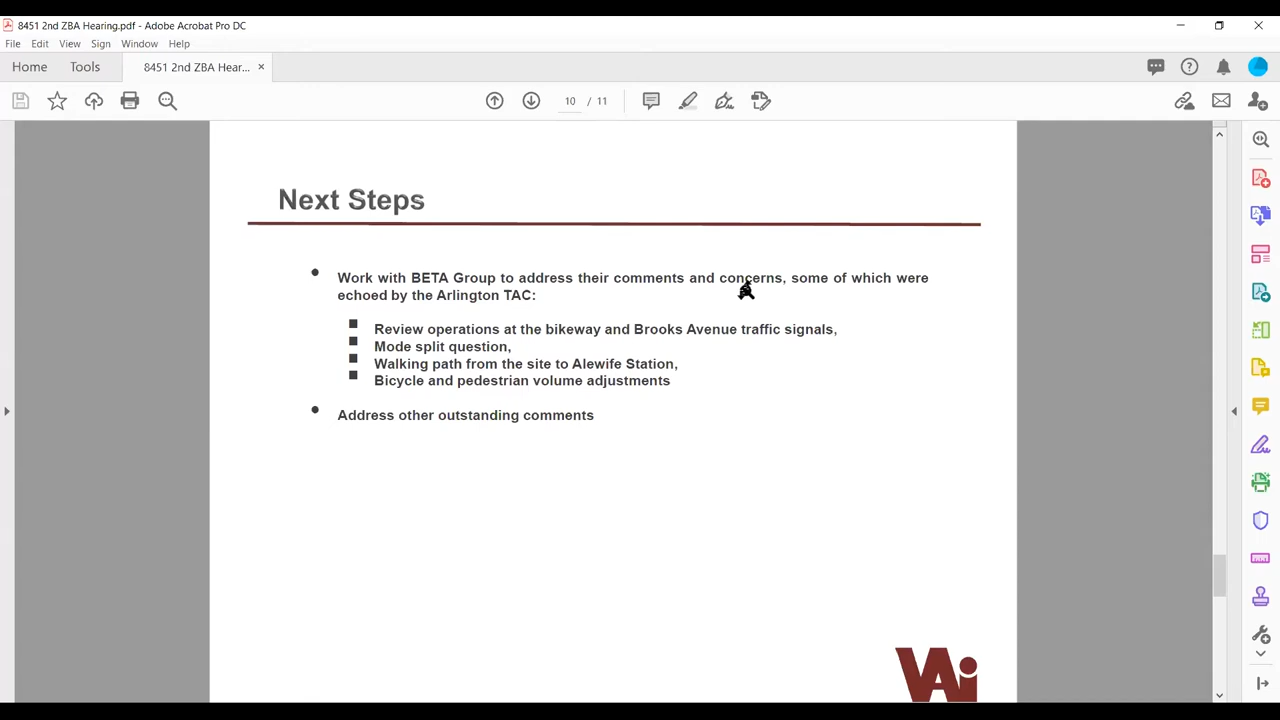 8451 2nd ZBA Hearing.pdf - Adobe Acrobat Pro DC
File Edit View Sign Window Help
Home Tools 8451 2nd ZBA Hear... ×
10 / 11
Next Steps
• Work with BETA Group to address their comments and concerns, some of which were
echoed by the Arlington TAC:
▪ Review operations at the bikeway and Brooks Avenue traffic signals,
▪ Mode split question,
▪ Walking path from the site to Alewife Station,
▪ Bicycle and pedestrian volume adjustments
• Address other outstanding comments
VAi